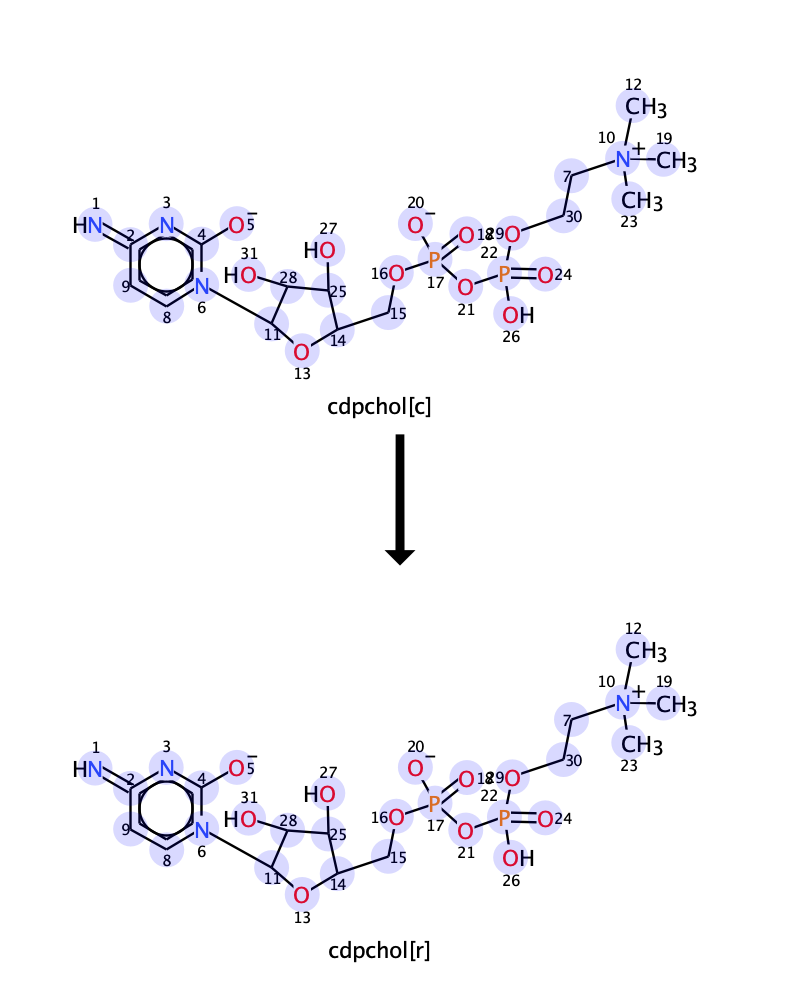 12
CH3
10
19
N+ CH3
7
CH3
23
20
27
1
3
O−
O
18
29
O
30
HN
N
O−
5
31
HO
22
2
4
HO
28
16
O
P
P
O
24
9
N
25
17
O
8
6
15
21
OH
11
14
26
O
13
cdpchol[c]
12
CH3
10
19
N+ CH3
7
CH3
23
20
27
1
3
O−
O
18
29
O
30
HN
N
O−
5
31
HO
22
2
4
HO
28
16
O
P
P
O
24
9
N
25
17
O
8
6
15
21
OH
11
14
26
O
13
cdpchol[r]